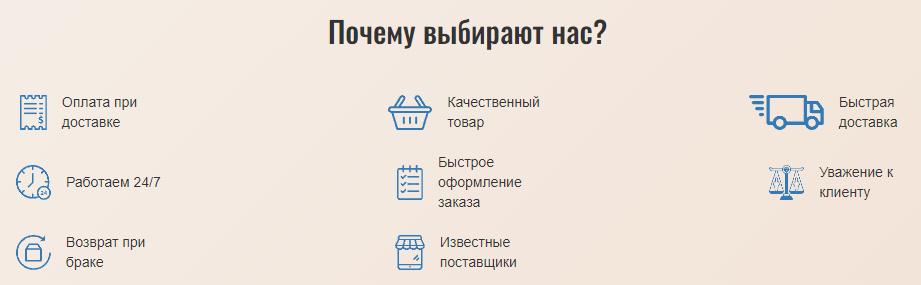 Почему выбирают нас?
Оплата при
доставке
Качественный
товар
Быстрая
доставка
Работаем 24/7
Быстрое
оформление
заказа
Уважение к
клиенту
Возврат при
браке
Известные
поставщики
$
24